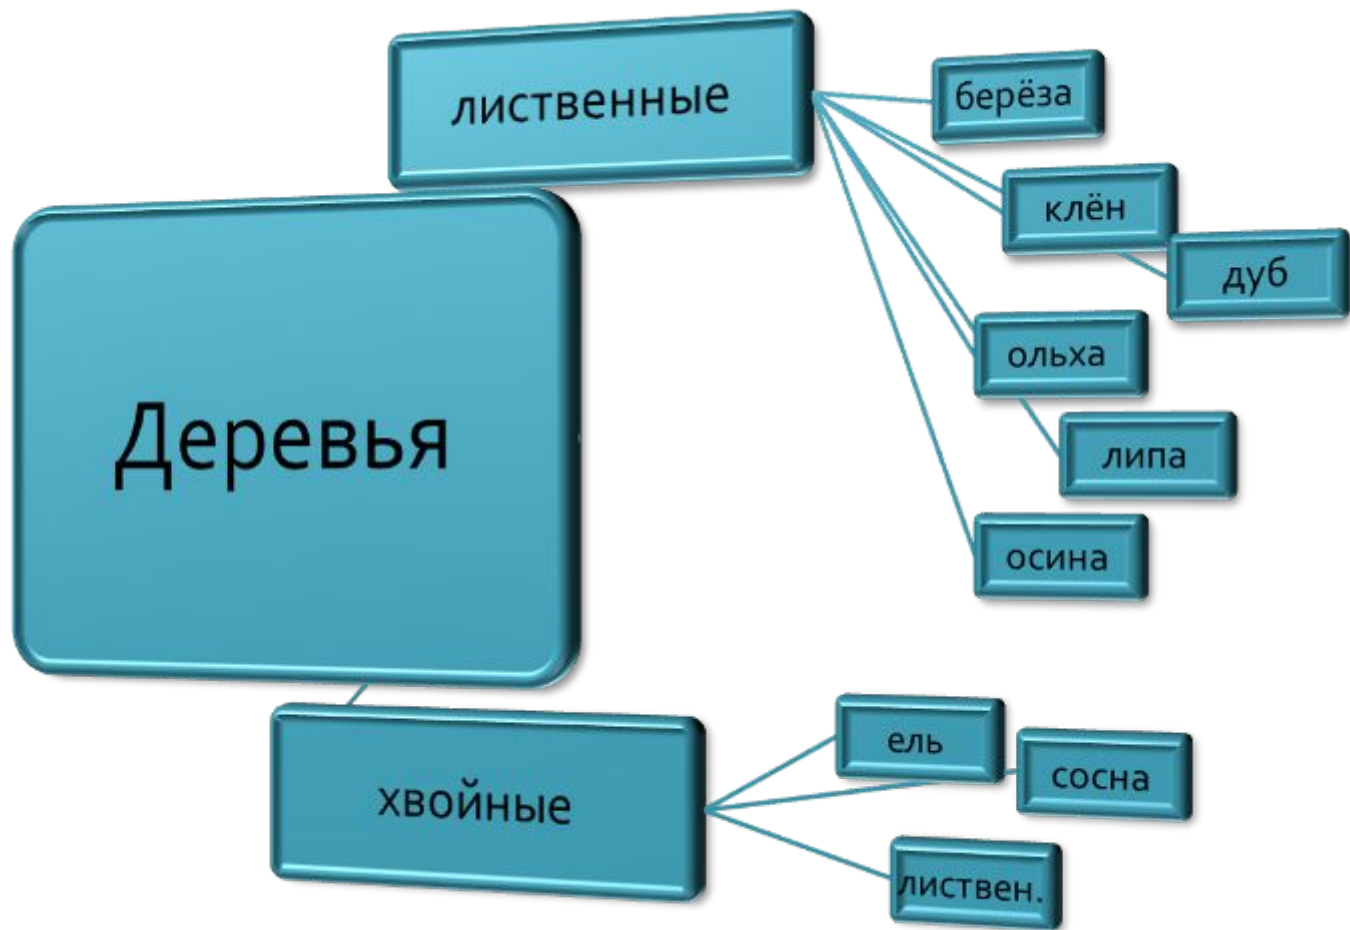 лиственные
берёза
клён
дуб
ольха
липа
осина
Деревья
хвойные
ель
сосна
листвен.